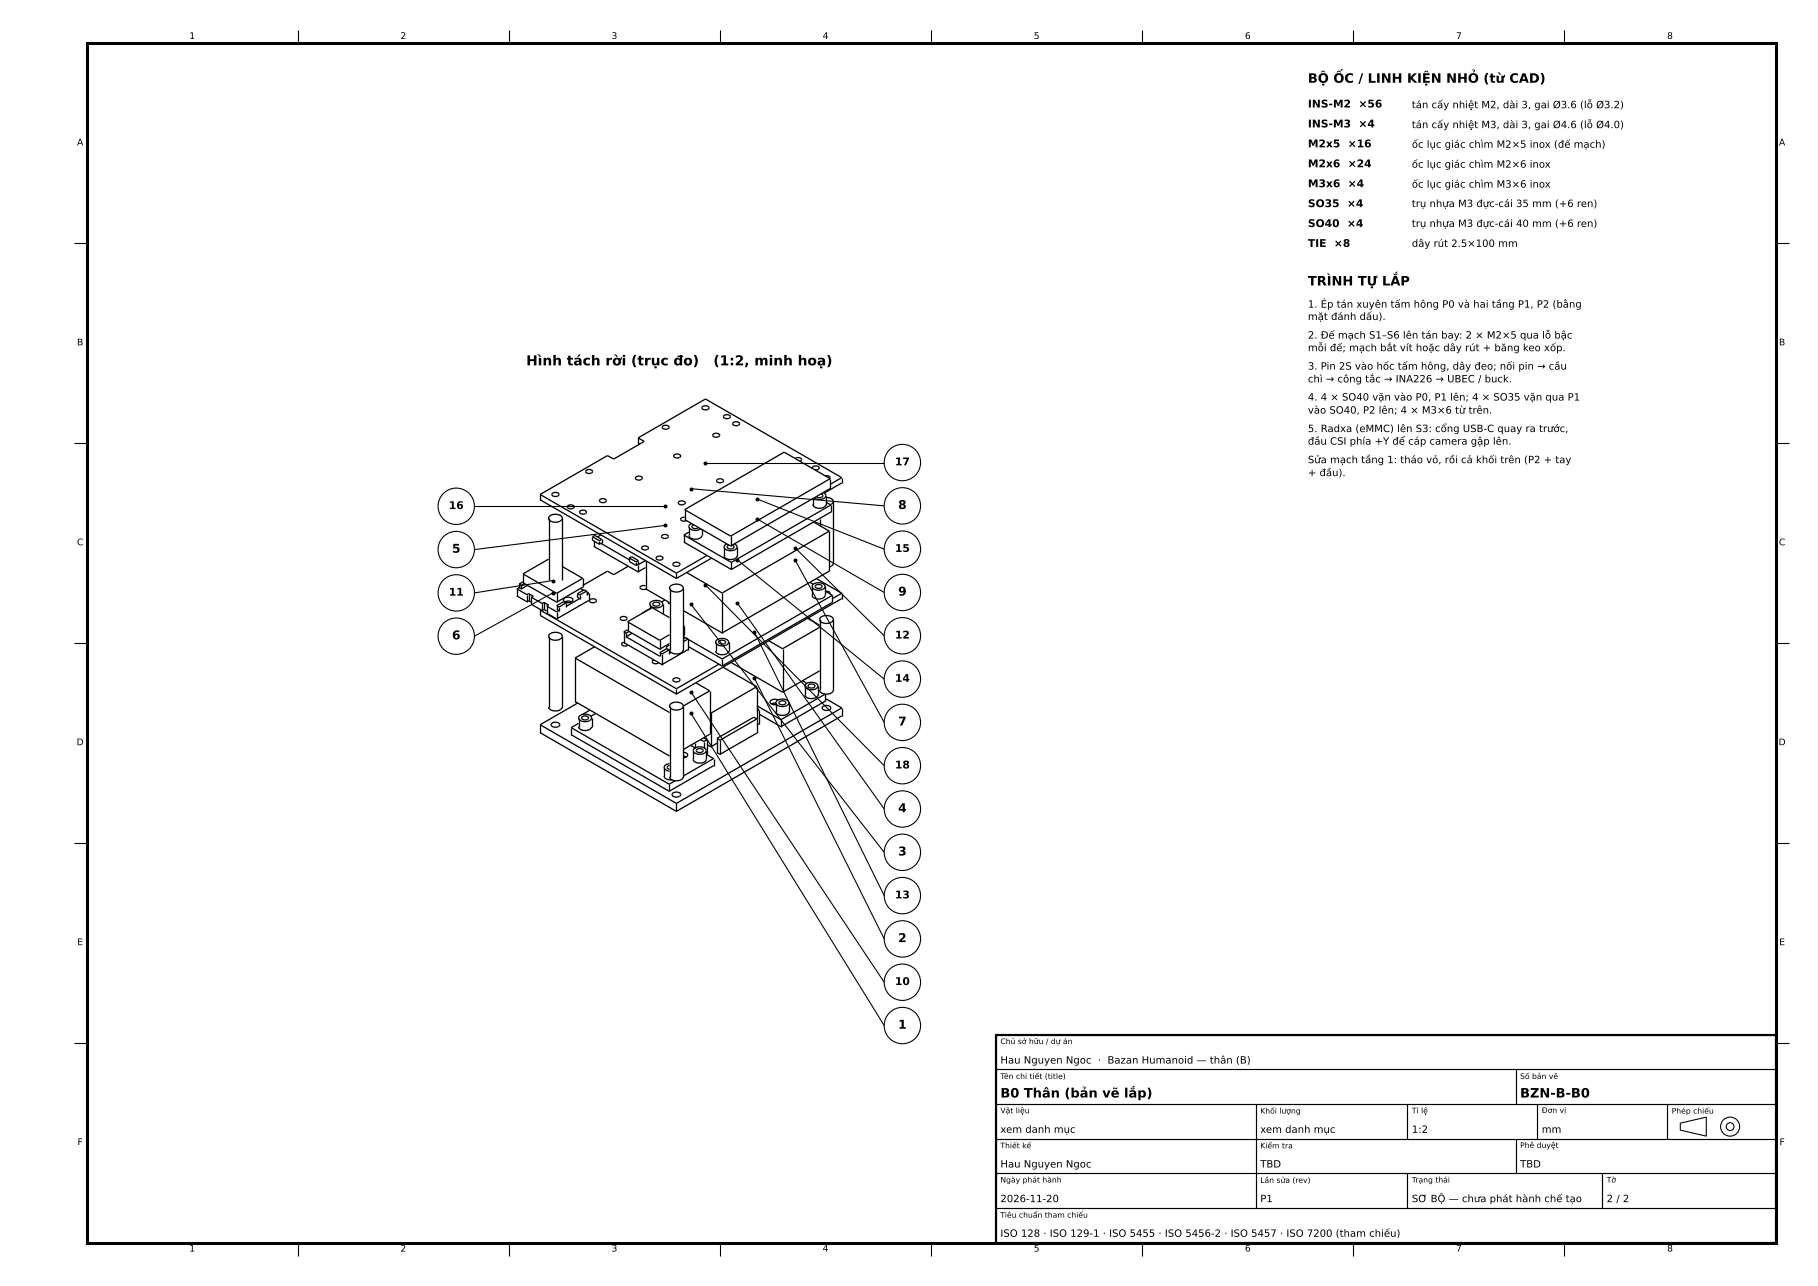 1 2 3 4 5 6 7 8
A A
B B
C C
D D
E E
F F
BỘ ỐC / LINH KIỆN NHỎ (từ CAD)
INS-M2 ×56 tán cấy nhiệt M2, dài 3, gai Ø3.6 (lỗ Ø3.2)
INS-M3 ×4 tán cấy nhiệt M3, dài 3, gai Ø4.6 (lỗ Ø4.0)
M2x5 ×16 ốc lục giác chìm M2×5 inox (đế mạch)
M2x6 ×24 ốc lục giác chìm M2×6 inox
M3x6 ×4 ốc lục giác chìm M3×6 inox
SO35 ×4 trụ nhựa M3 đực-cái 35 mm (+6 ren)
SO40 ×4 trụ nhựa M3 đực-cái 40 mm (+6 ren)
TIE ×8 dây rút 2.5×100 mm
TRÌNH TỰ LẮP
1. Ép tán xuyên tấm hông P0 và hai tầng P1, P2 (bằng
mặt đánh dấu).
2. Đế mạch S1–S6 lên tán bay: 2 × M2×5 qua lỗ bậc
mỗi đế; mạch bắt vít hoặc dây rút + băng keo xốp.
3. Pin 2S vào hốc tấm hông, dây đeo; nối pin → cầu
chì → công tắc → INA226 → UBEC / buck.
4. 4 × SO40 vặn vào P0, P1 lên; 4 × SO35 vặn qua P1
vào SO40, P2 lên; 4 × M3×6 từ trên.
5. Radxa (eMMC) lên S3: cổng USB-C quay ra trước,
đầu CSI phía +Y để cáp camera gập lên.
Sửa mạch tầng 1: tháo vỏ, rồi cả khối trên (P2 + tay
+ đầu).
Hình tách rời (trục đo) (1:2, minh hoạ)
17
16
8
5
15
11
9
6
12
14
7
18
4
3
13
2
10
1
Chủ sở hữu / dự án
Hau Nguyen Ngoc · Bazan Humanoid — thân (B)
Tên chi tiết (title) Số bản vẽ
B0 Thân (bản vẽ lắp) BZN-B-B0
Vật liệu Khối lượng Tỉ lệ Đơn vị Phép chiếu
xem danh mục xem danh mục 1:2 mm
Thiết kế Kiểm tra Phê duyệt
Hau Nguyen Ngoc TBD TBD
Ngày phát hành Lần sửa (rev) Trạng thái Tờ
2026-11-20 P1 SƠ BỘ — chưa phát hành chế tạo 2 / 2
Tiêu chuẩn tham chiếu
ISO 128 · ISO 129-1 · ISO 5455 · ISO 5456-2 · ISO 5457 · ISO 7200 (tham chiếu)
1 2 3 4 5 6 7 8